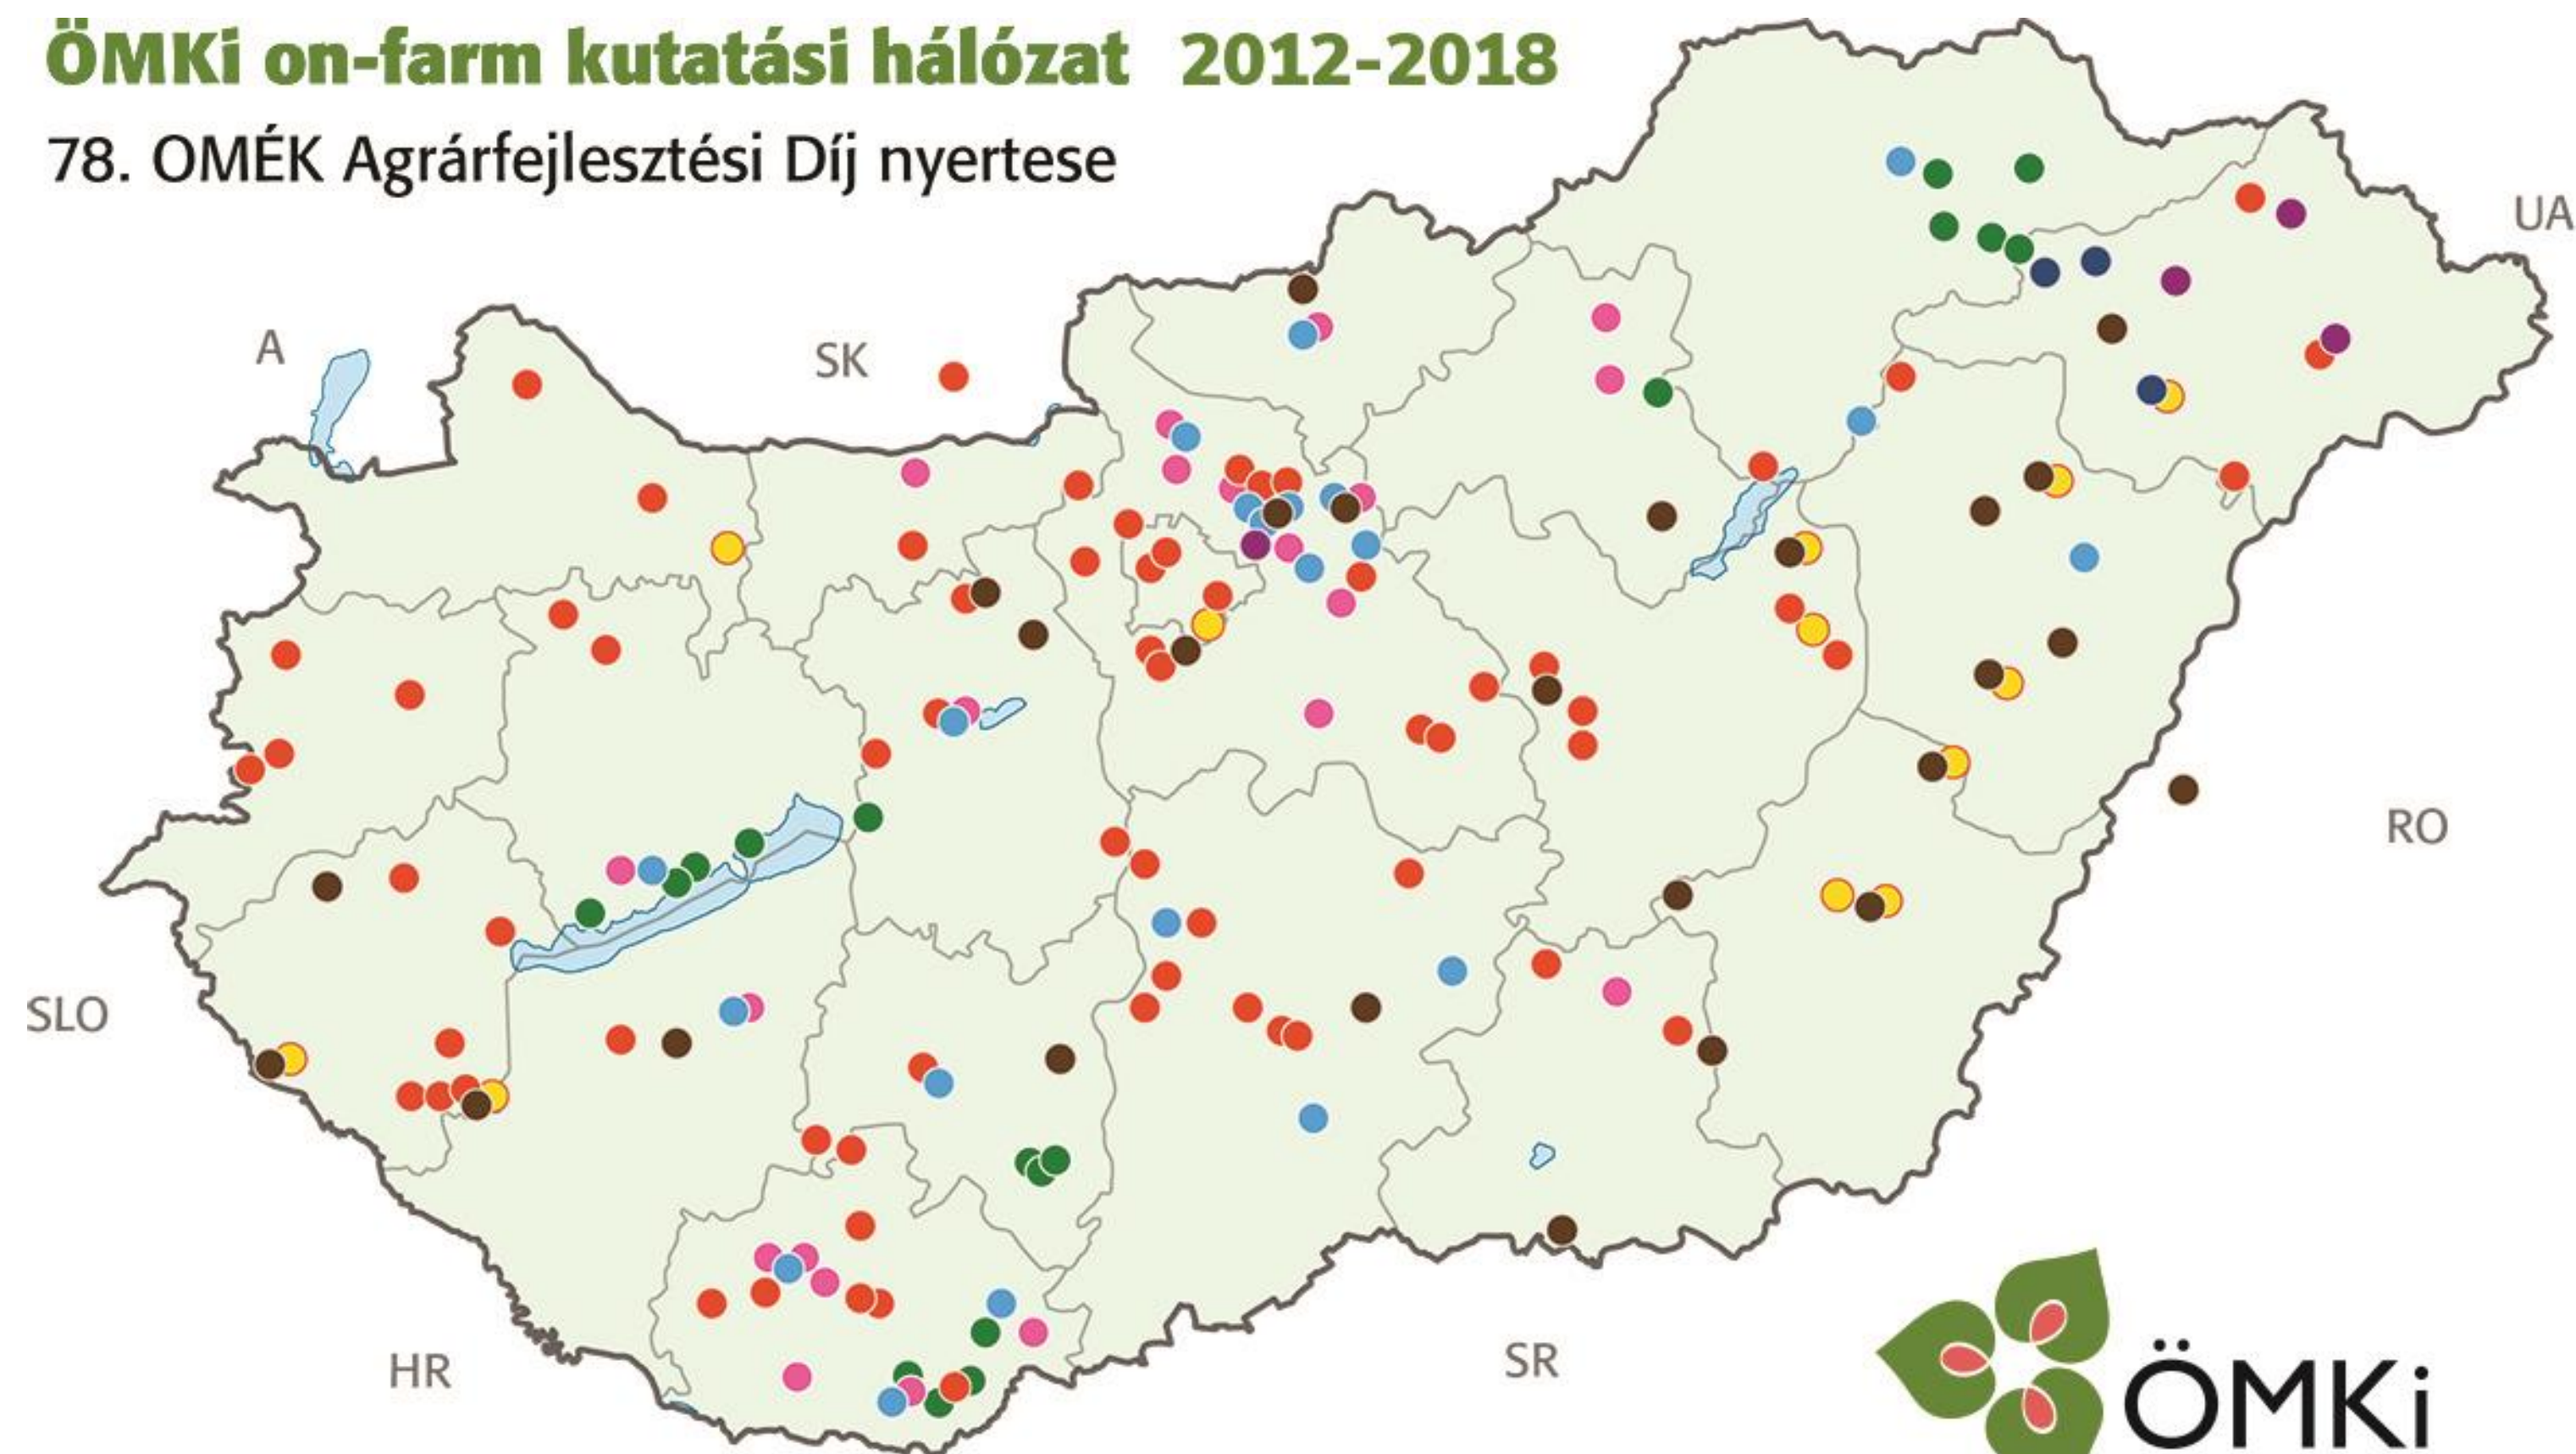 ÖMKi on-farm kutatási hálózat 2012-2018
78. OMÉK Agrárfejlesztési Díj nyertese
UA
A
SK
RO
SLO
SR
HR
ÖMKi